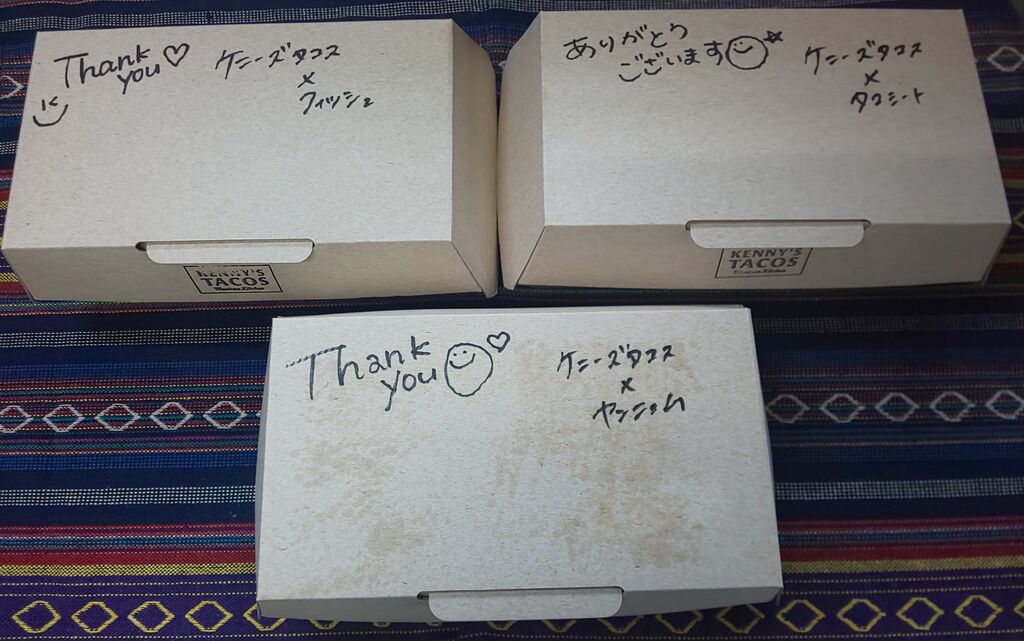 Thank
you
ケニーズタコス
×
フィッシュ
KENNY'S
TACOS
ありがとう
ございます
ケニーズタコス
×
タコミート
KENNY'S
TACOS
Thank
you
ケニーズタコス
×
ヤンニョム